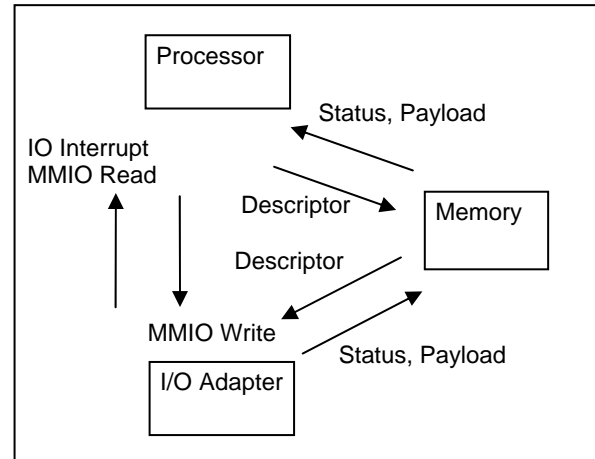 Processor
Status, Payload
IO Interrupt
MMIO Read
Descriptor
Memory
Descriptor
MMIO Write
Status, Payload
I/O Adapter